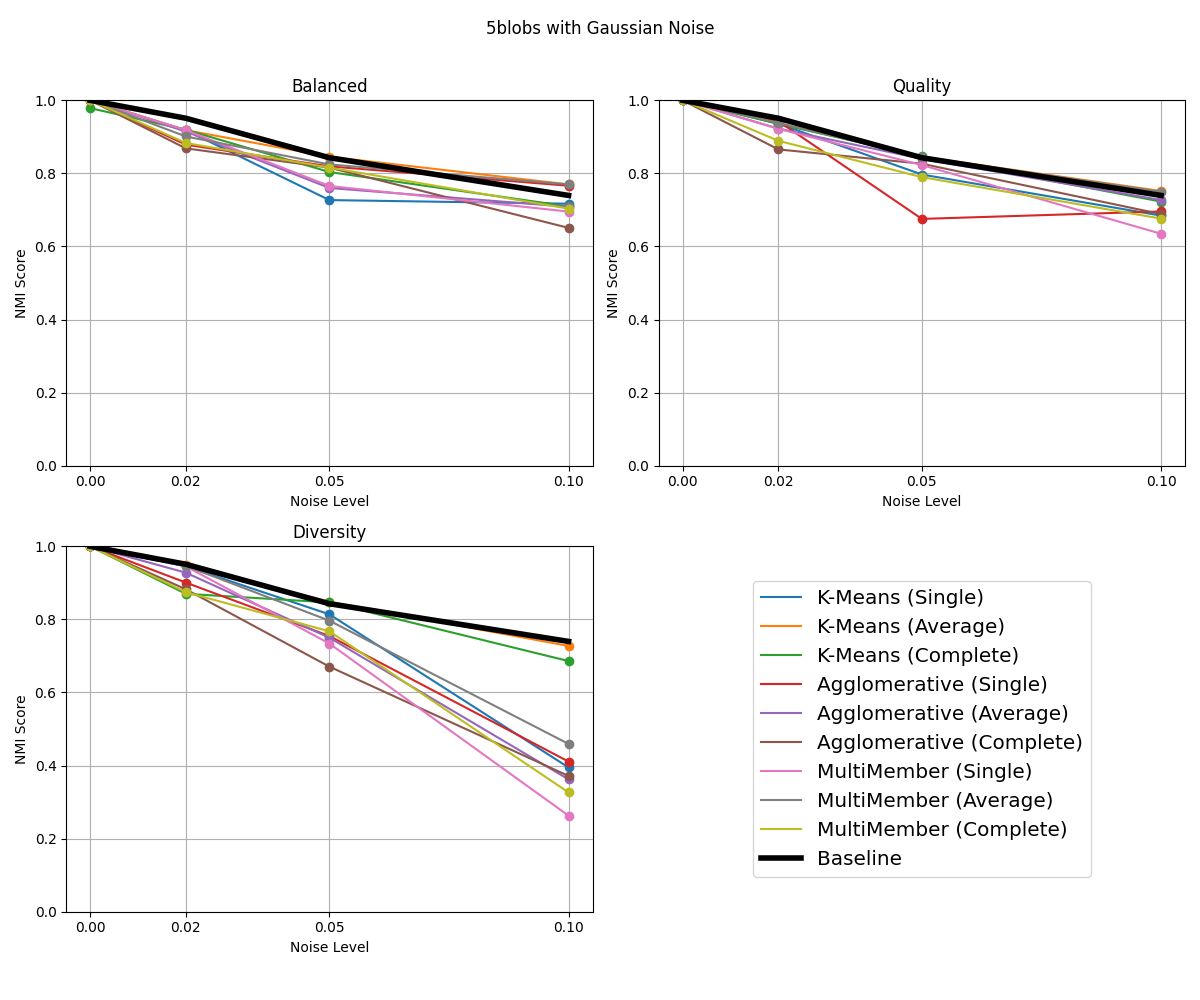 5blobs with Gaussian Noise
Balanced
1.0
0.8
0.6
0.4
0.2
0.0
NMI Score
0.00 0.02 0.05 0.10
Noise Level
Quality
1.0
0.8
0.6
0.4
0.2
0.0
NMI Score
0.00 0.02 0.05 0.10
Noise Level
Diversity
1.0
0.8
0.6
0.4
0.2
0.0
NMI Score
0.00 0.02 0.05 0.10
Noise Level
K-Means (Single)
K-Means (Average)
K-Means (Complete)
Agglomerative (Single)
Agglomerative (Average)
Agglomerative (Complete)
MultiMember (Single)
MultiMember (Average)
MultiMember (Complete)
Baseline